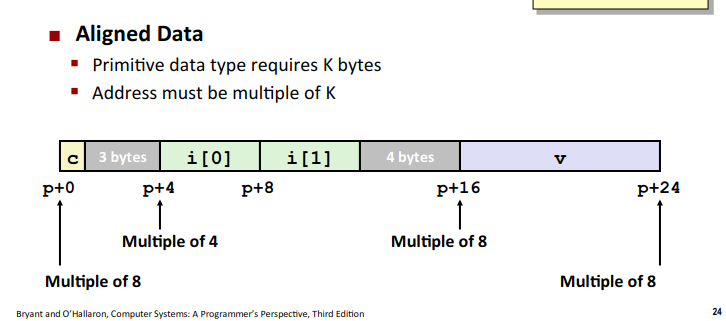 Aligned Data
Primitive data type requires K bytes
Address must be multiple of K
c 3 bytes i[0] i[1] 4 bytes v
p+0 p+4 p+8 p+16 p+24
Multiple of 4 Multiple of 8
Multiple of 8 Multiple of 8
Bryant and O'Hallaron, Computer Systems: A Programmer's Perspective, Third Edition 24